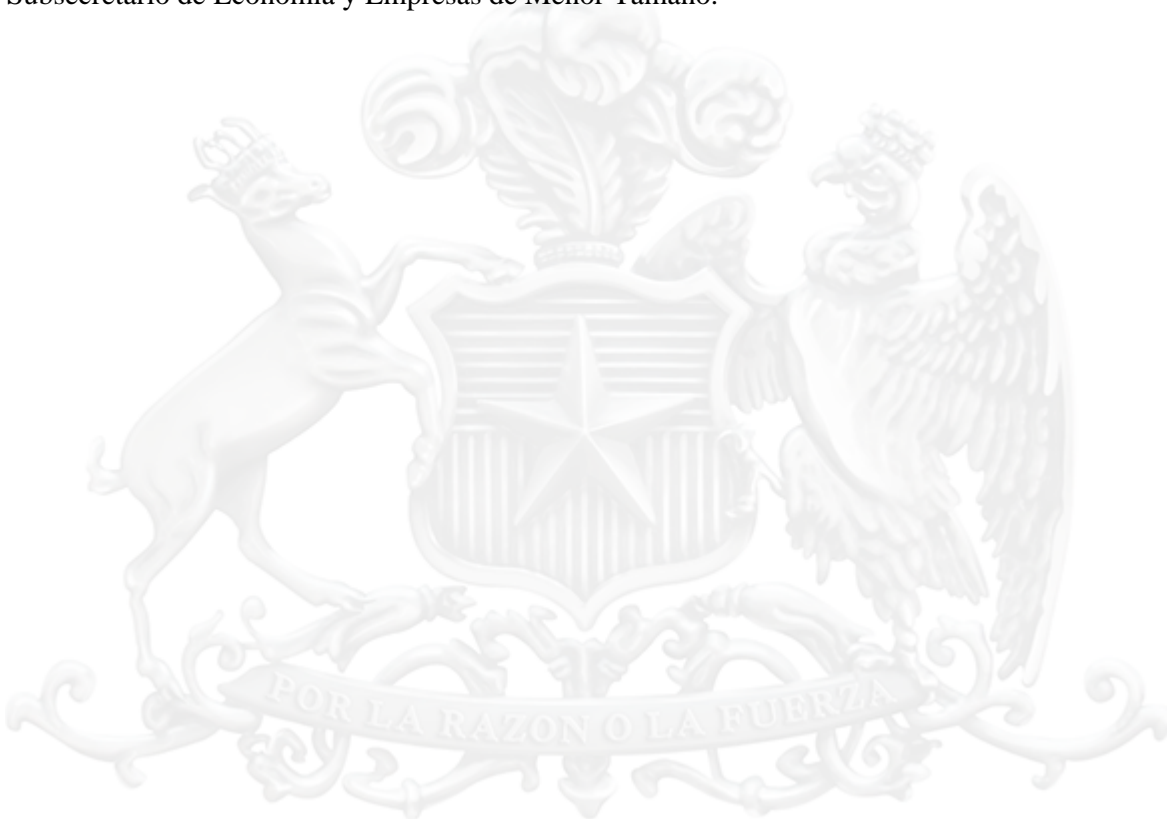 Subsecretario de Economía y Empresas de Menor Tamaño.
POR LA RAZON O LA FUERZA